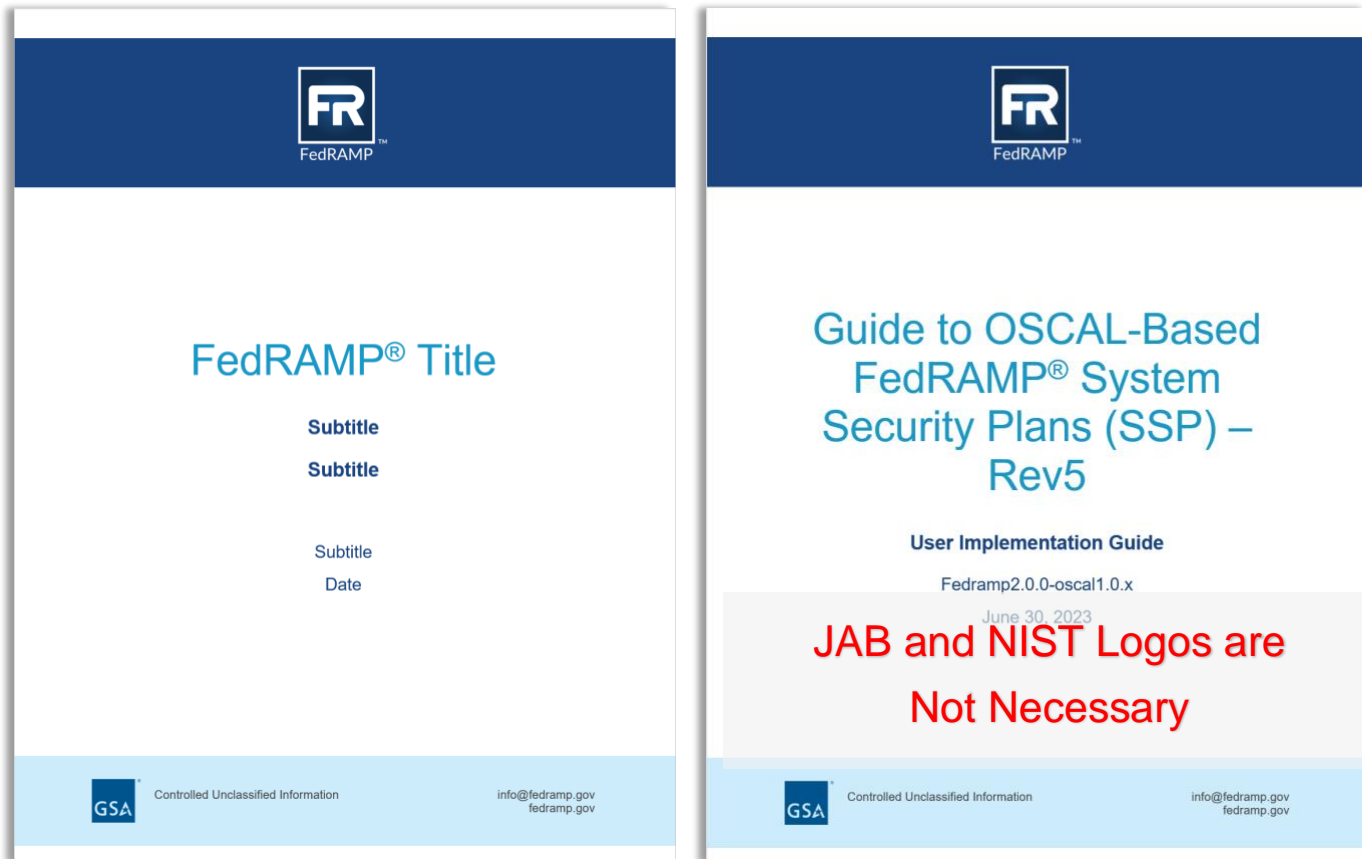 FR
FedRAMP™
FedRAMP® Title
Subtitle
Subtitle
Subtitle
Date
GSA
®
Controlled Unclassified Information
info@fedramp.gov
fedramp.gov
FR
FedRAMP™
Guide to OSCAL-Based
FedRAMP® System
Security Plans (SSP) –
Rev5
User Implementation Guide
Fedramp2.0.0-oscal1.0.x
June 30, 2023
JAB and NIST Logos are
Not Necessary
GSA
Controlled Unclassified Information
info@fedramp.gov
fedramp.gov